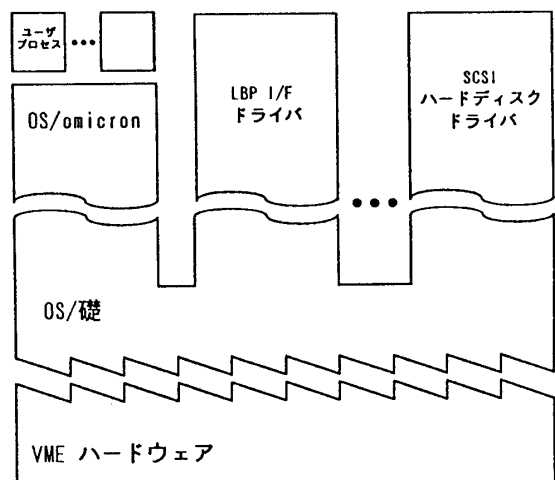 ユーザ
プロセス
•••
OS/omicron
LBP I/F
ドライバ
SCSI
ハードディスク
ドライバ
•••
OS/礎
VME ハードウェア